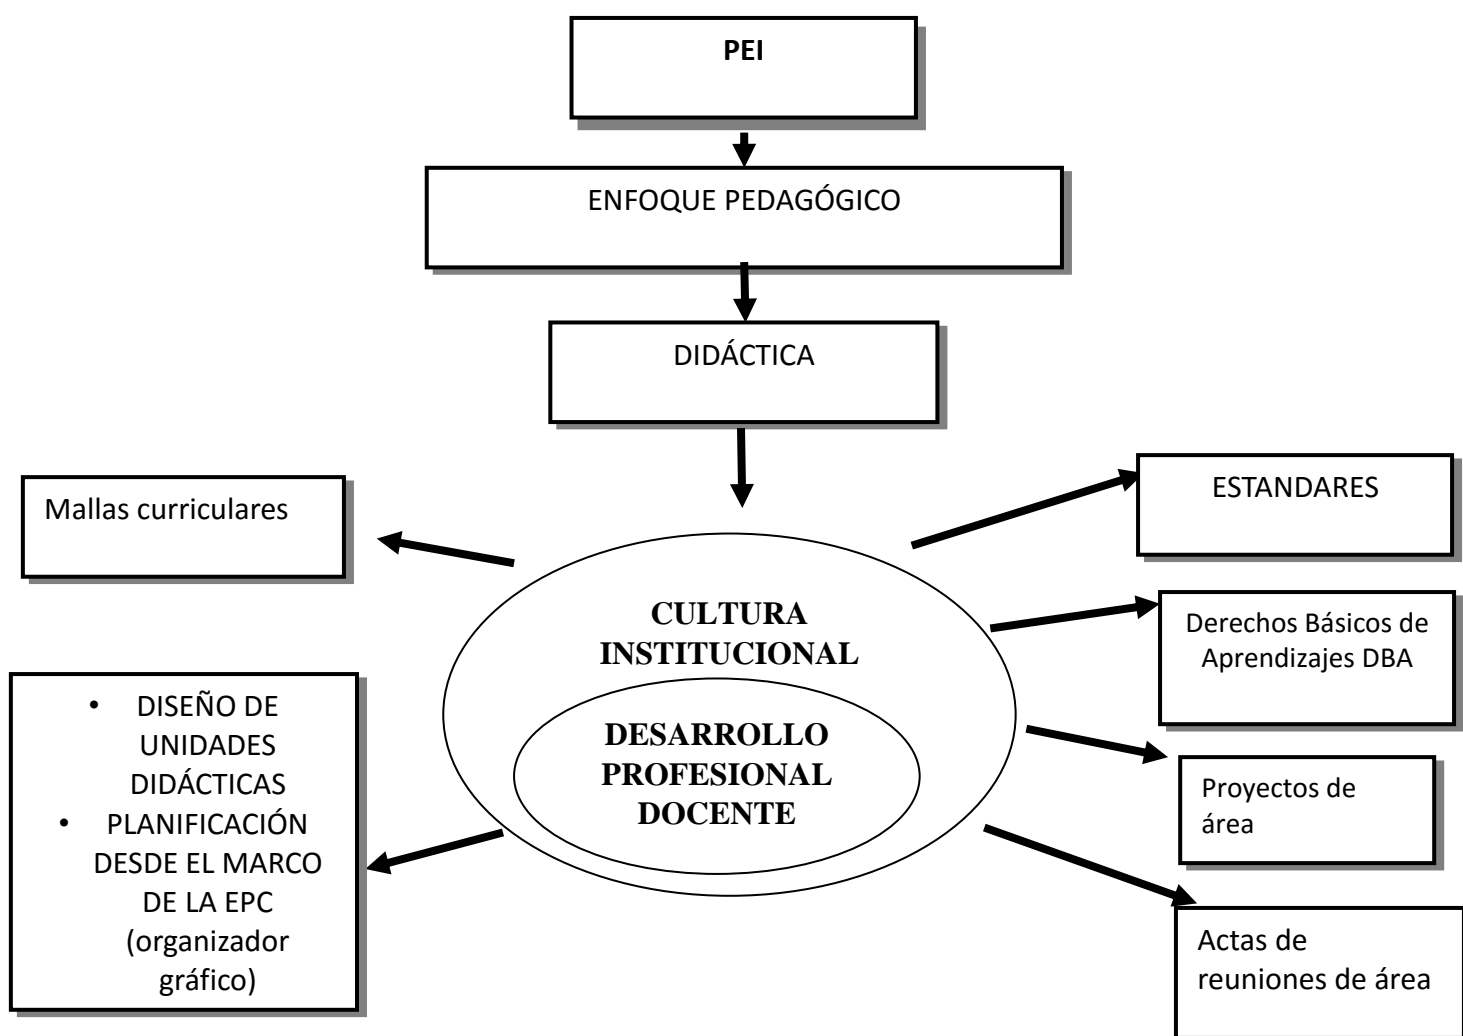 PEI
ENFOQUE PEDAGÓGICO
DIDÁCTICA
Mallas curriculares
ESTANDARES
CULTURA
INSTITUCIONAL
DESARROLLO
PROFESIONAL
DOCENTE
Derechos Básicos de
Aprendizajes DBA
• DISEÑO DE
UNIDADES
DIDÁCTICAS
• PLANIFICACIÓN
DESDE EL MARCO
DE LA EPC
(organizador
gráfico)
Proyectos de
área
Actas de
reuniones de área